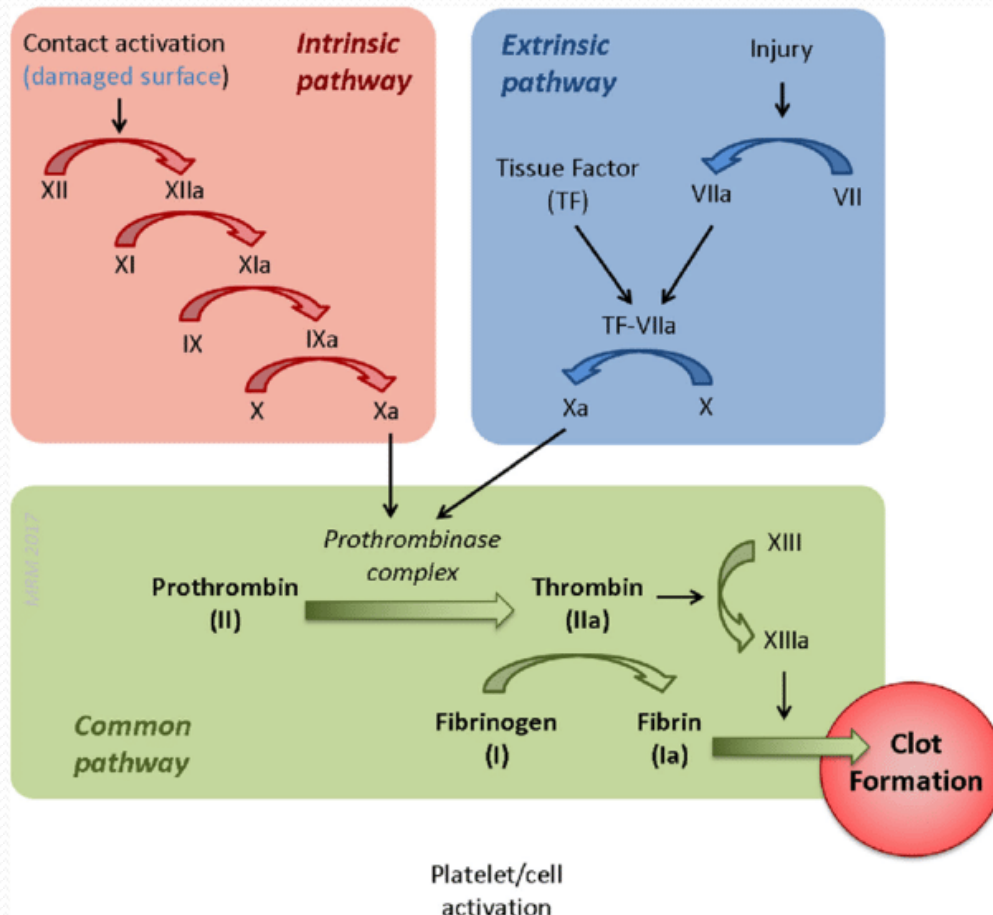 Contact activation
(damaged surface)
Intrinsic
pathway
XII
XIIa
XI
XIa
IX
IXa
X
Xa
Extrinsic
pathway
Injury
Tissue Factor
(TF)
VIIa
VII
TF-VIIa
Xa
X
MRM 2017
Prothrombinase
complex
Prothrombin
(II)
Thrombin
(IIa)
XIII
XIIIa
Fibrinogen
(I)
Fibrin
(Ia)
Common
pathway
Clot
Formation
Platelet/cell
activation